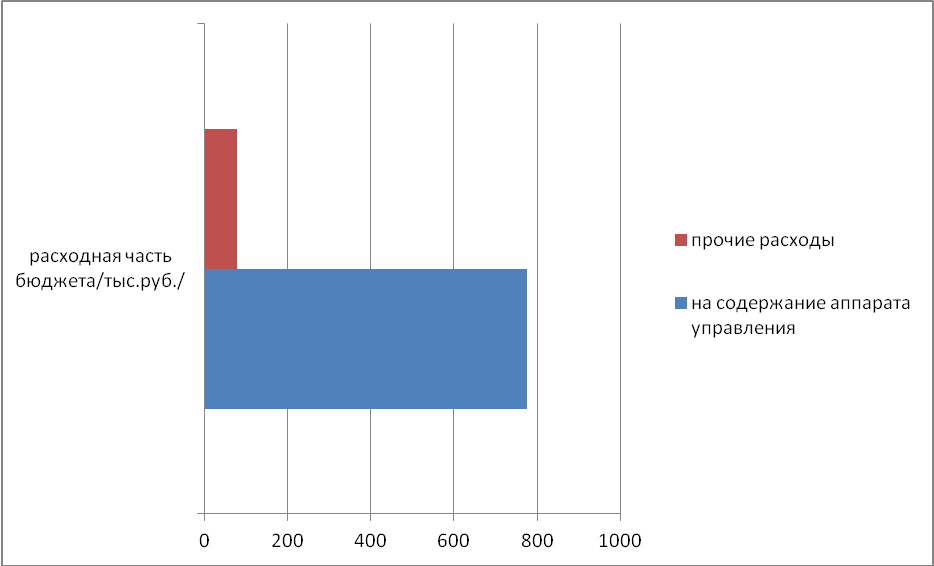 расходная часть
бюджета/тыс.руб./
прочие расходы
на содержание аппарата
управления
0 200 400 600 800 1000